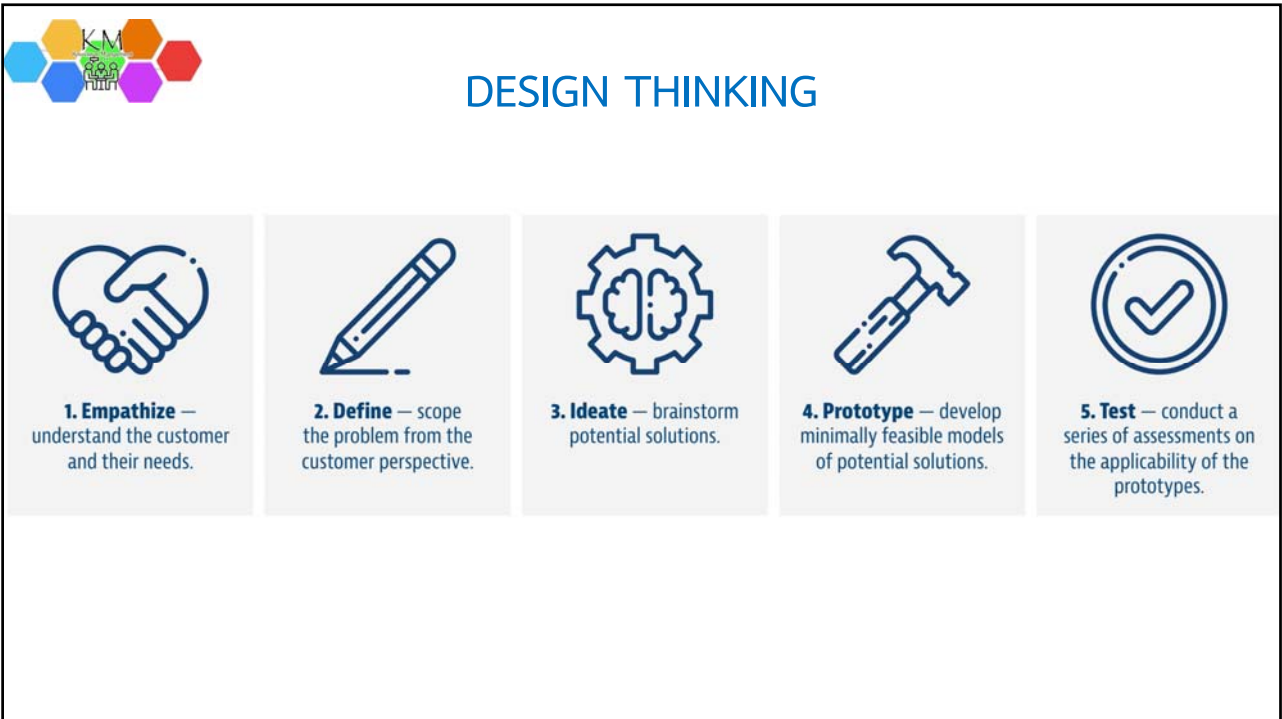 KM
DESIGN THINKING
1. Empathize —
understand the customer
and their needs.
2. Define — scope
the problem from the
customer perspective.
3. Ideate — brainstorm
potential solutions.
4. Prototype — develop
minimally feasible models
of potential solutions.
5. Test — conduct a
series of assessments on
the applicability of the
prototypes.